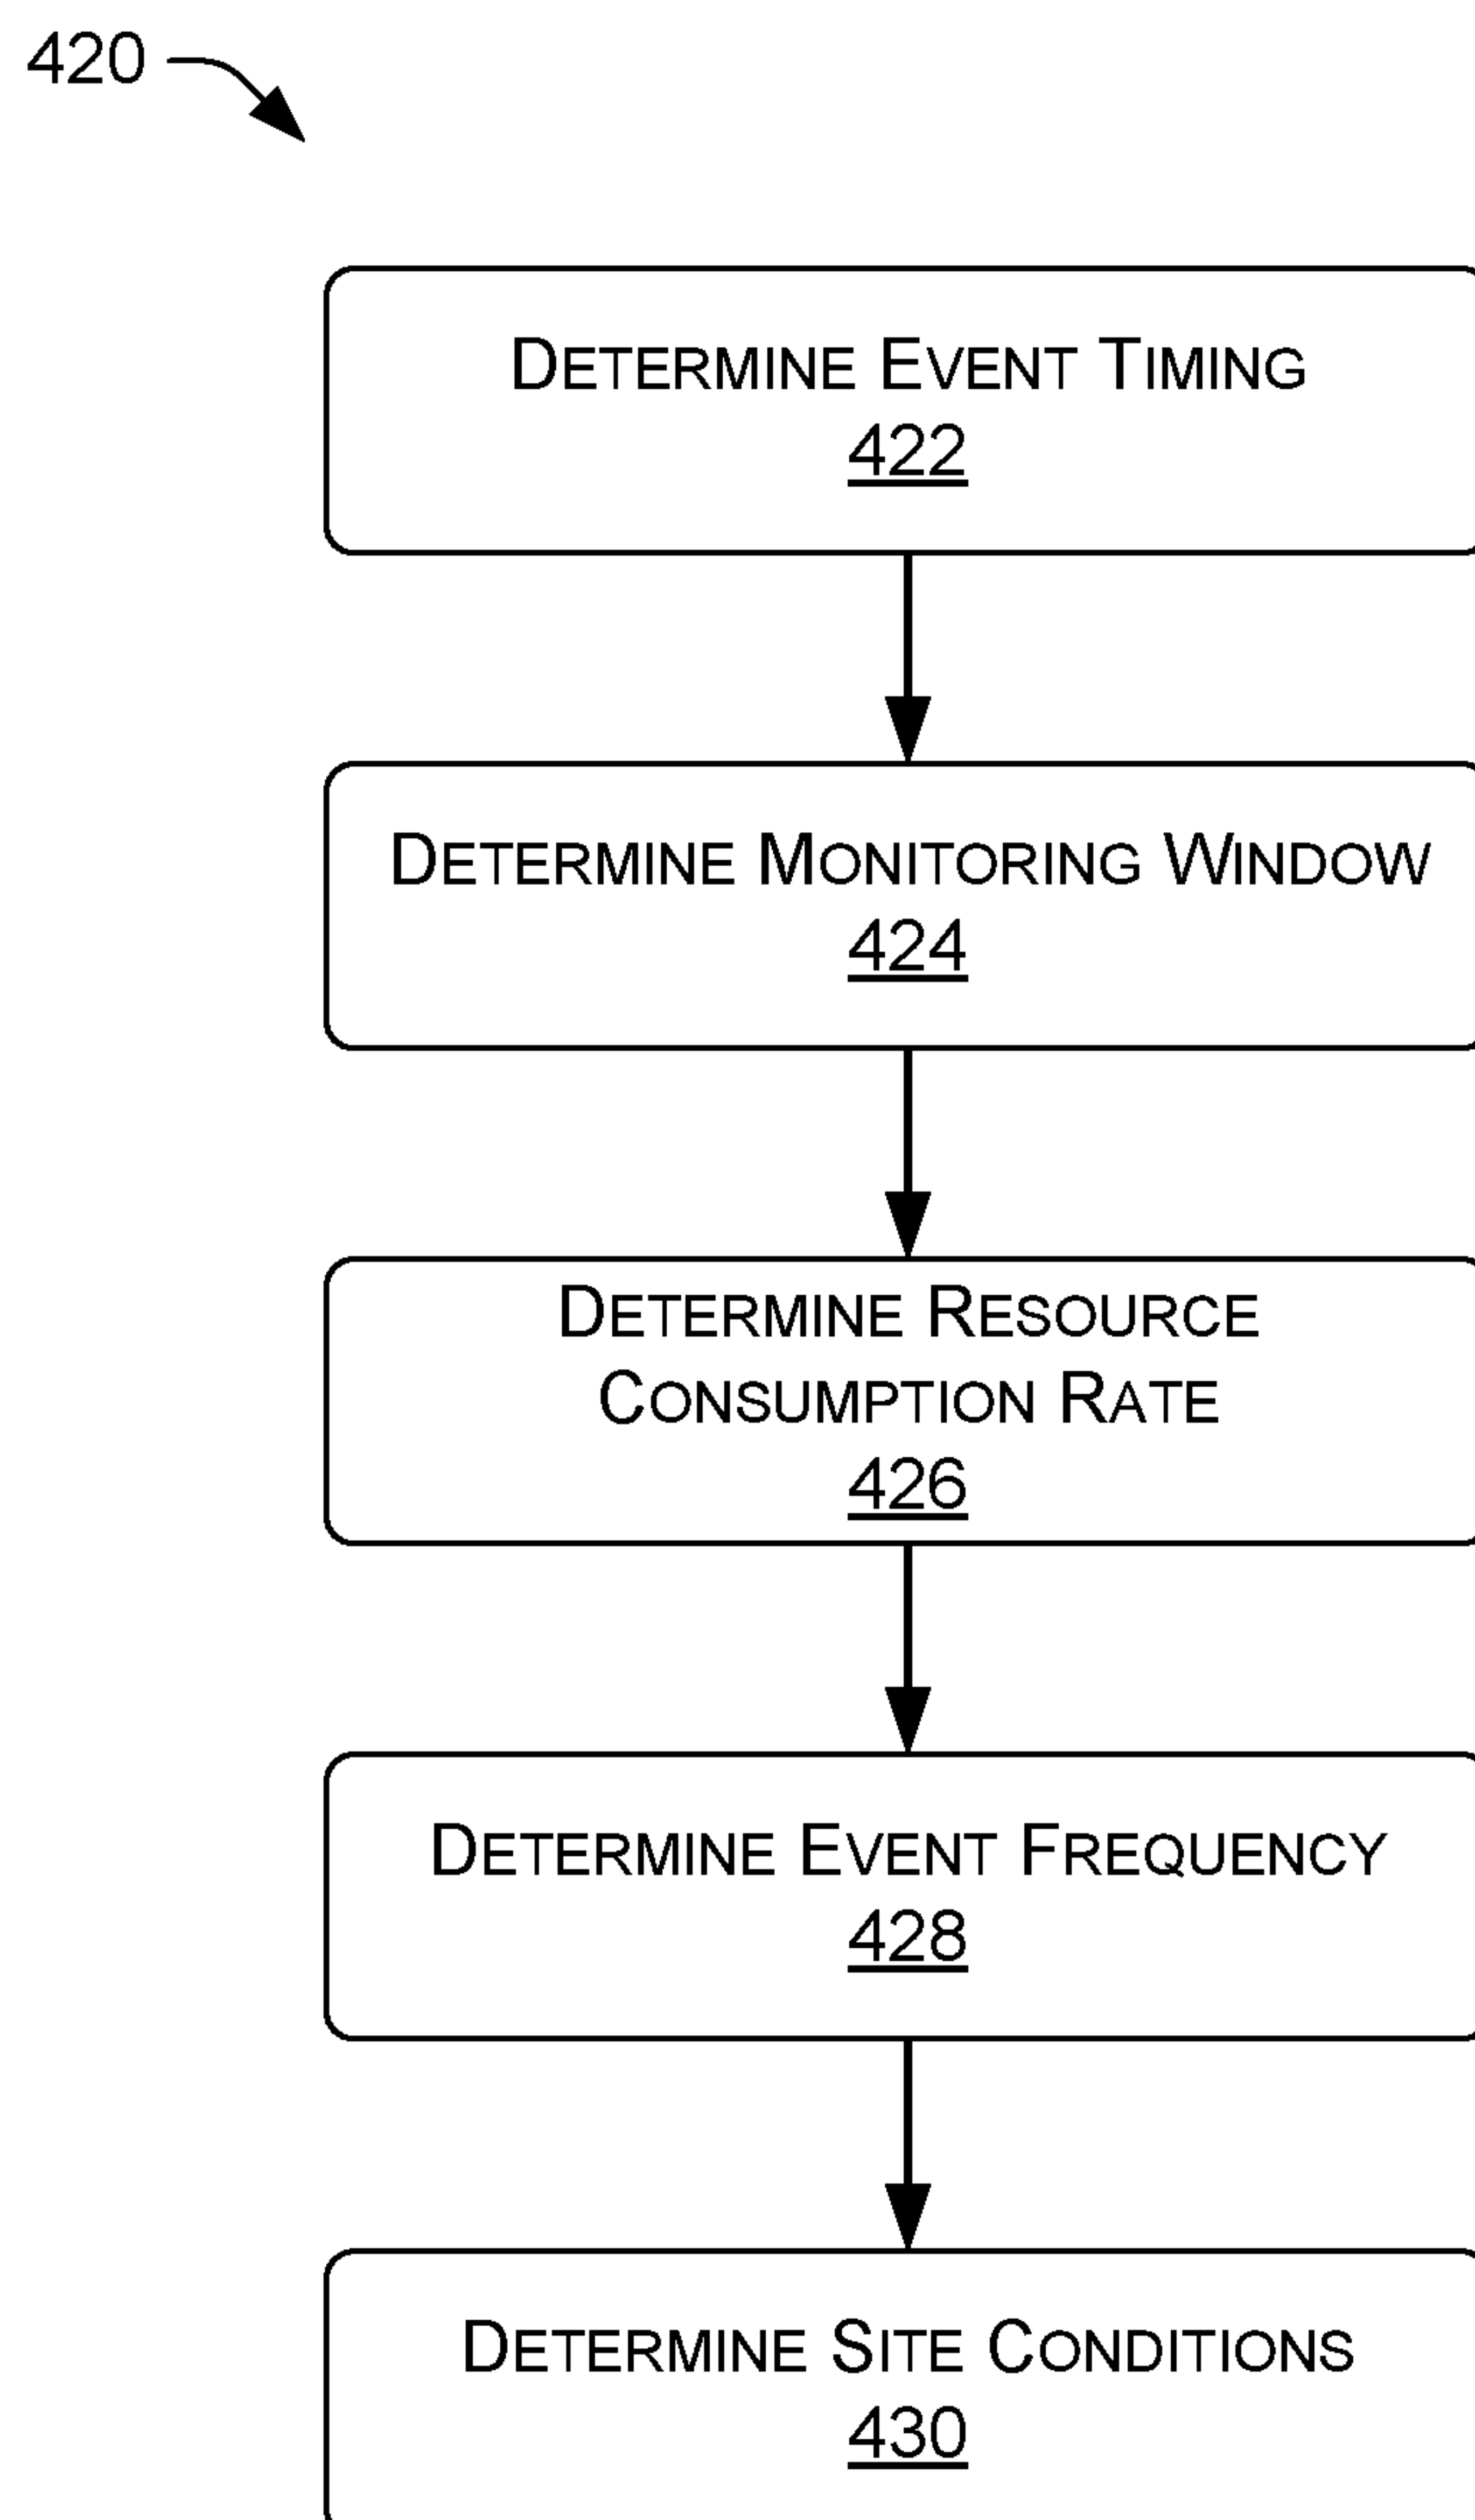 420
DETERMINE EVENT TIMING
422
DETERMINE MONITORING WINDOW
424
DETERMINE RESOURCE
CONSUMPTION RATE
426
DETERMINE EVENT FREQUENCY
428
DETERMINE SITE CONDITIONS
430